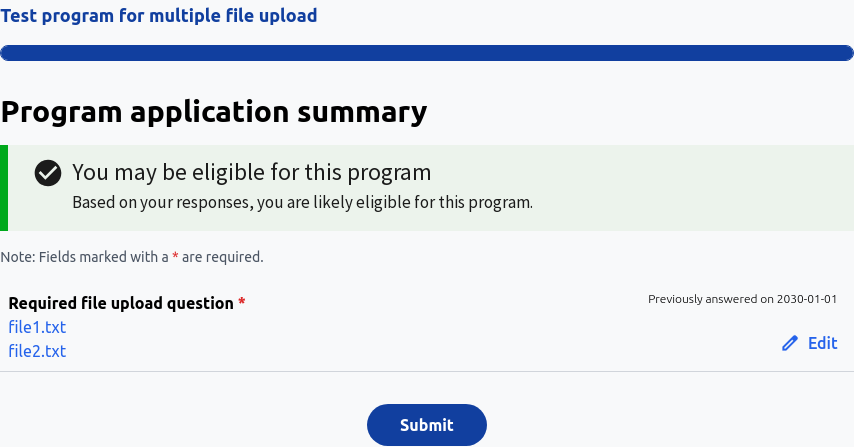 Test program for multiple file upload
Program application summary
You may be eligible for this program
Based on your responses, you are likely eligible for this program.
Note: Fields marked with a * are required.
Required file upload question *
Previously answered on 2030-01-01
file1.txt
file2.txt
Edit
Submit